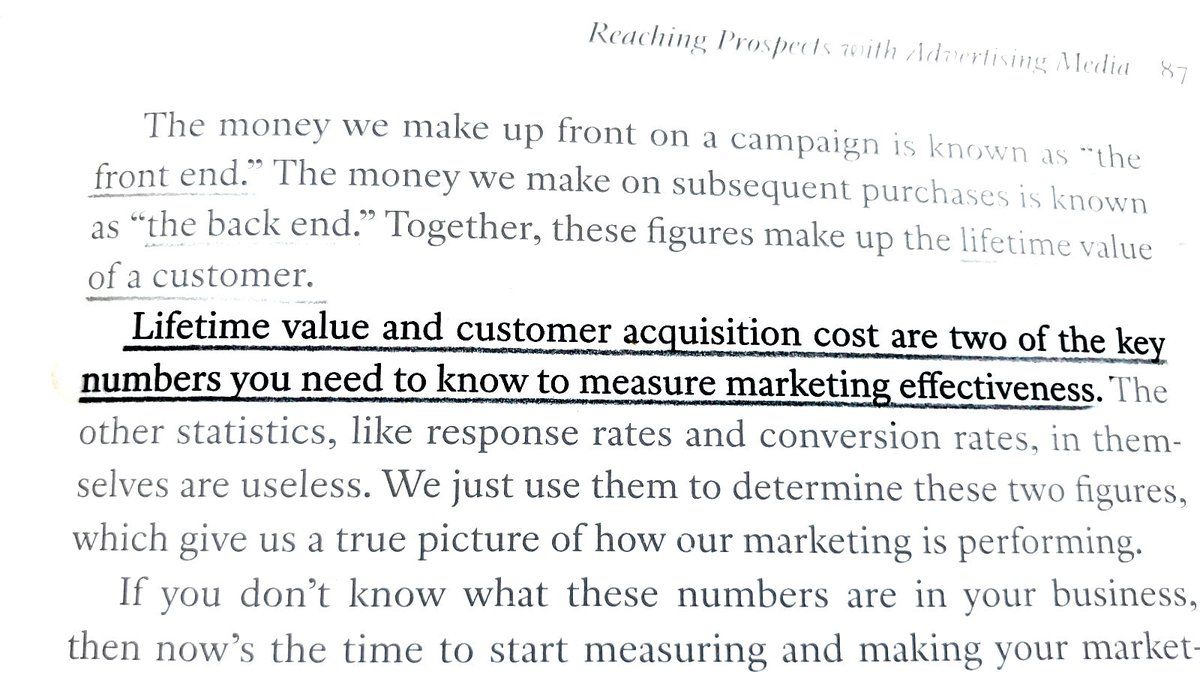 Reaching Prospects with Advertising Media 87
The money we make up front on a campaign is known as “the
front end.” The money we make on subsequent purchases is known
as “the back end.” Together, these figures make up the lifetime value
of a customer.
Lifetime value and customer acquisition cost are two of the key
numbers you need to know to measure marketing effectiveness. The
other statistics, like response rates and conversion rates, in them-
selves are useless. We just use them to determine these two figures,
which give us a true picture of how our marketing is performing.
If you don’t know what these numbers are in your business,
then now’s the time to start measuring and making your market-